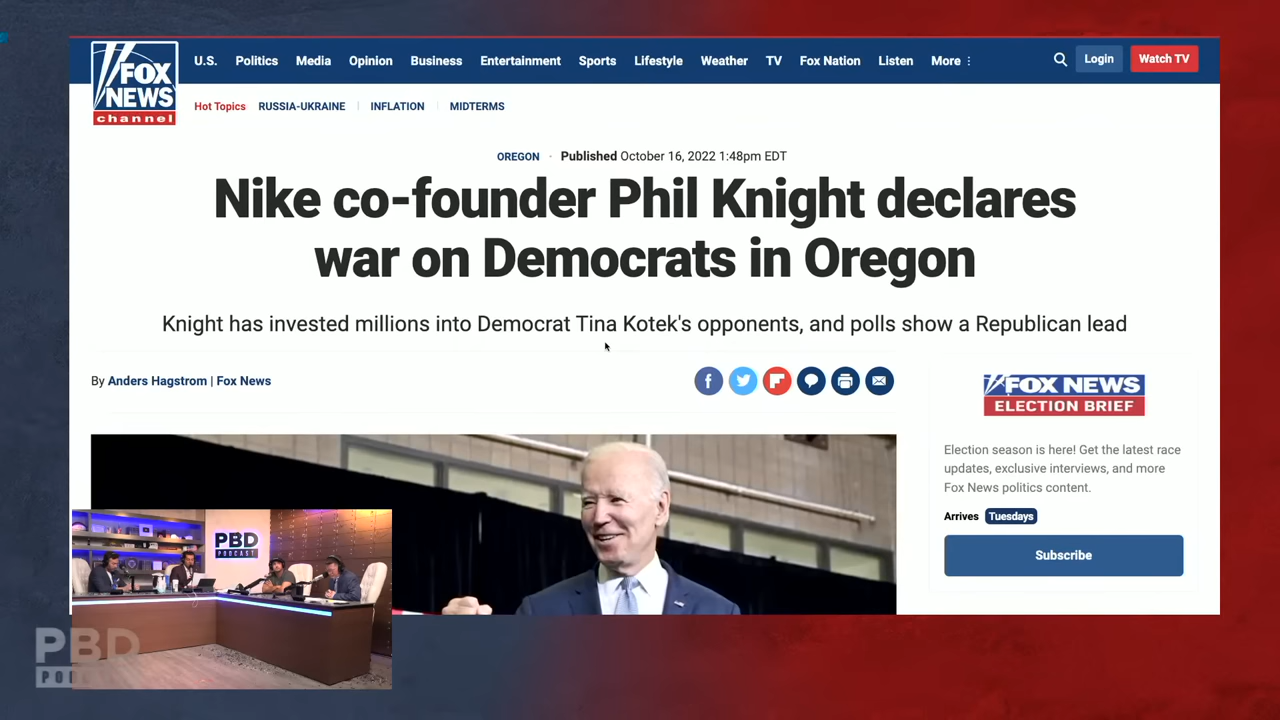 FOX
NEWS
channel
U.S. Politics Media Opinion Business Entertainment Sports Lifestyle Weather TV Fox Nation Listen More Login Watch TV
Hot Topics RUSSIA-UKRAINE INFLATION MIDTERMS
OREGON · Published October 16, 2022 1:48pm EDT
Nike co-founder Phil Knight declares
war on Democrats in Oregon
Knight has invested millions into Democrat Tina Kotek's opponents, and polls show a Republican lead
By Anders Hagstrom | Fox News
FOX NEWS
ELECTION BRIEF
Election season is here! Get the latest race
updates, exclusive interviews, and more
Fox News politics content.
Arrives Tuesdays
Subscribe
PBD
PODCAST
PBD